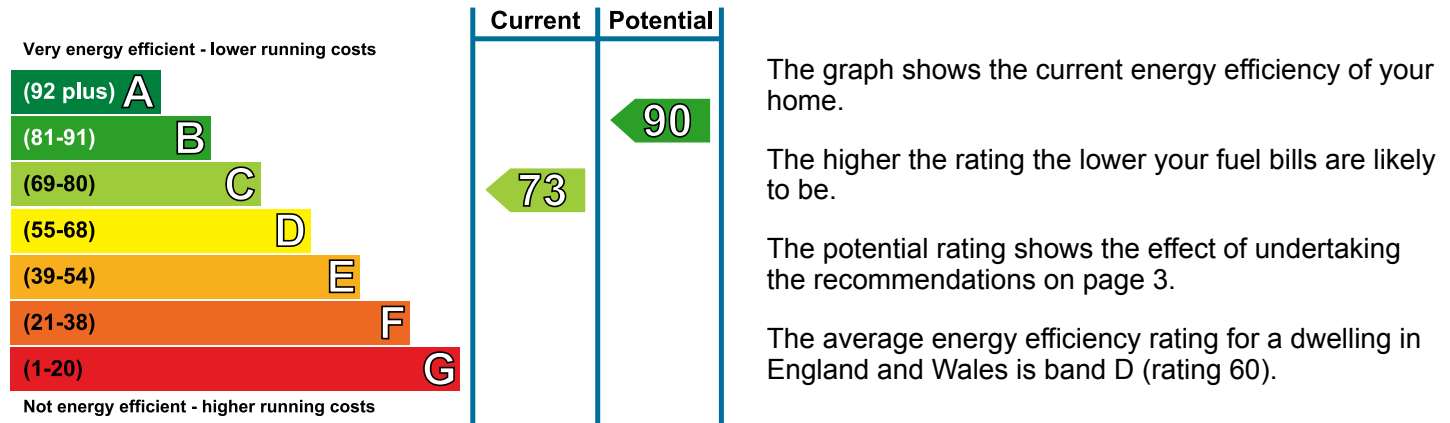 Current Potential
Very energy efficient - lower running costs
(92 plus) A
(81-91) B
(69-80) C
(55-68) D
(39-54) E
(21-38) F
(1-20) G
Not energy efficient - higher running costs
73
90
The graph shows the current energy efficiency of your
home.
The higher the rating the lower your fuel bills are likely
to be.
The potential rating shows the effect of undertaking
the recommendations on page 3.
The average energy efficiency rating for a dwelling in
England and Wales is band D (rating 60).